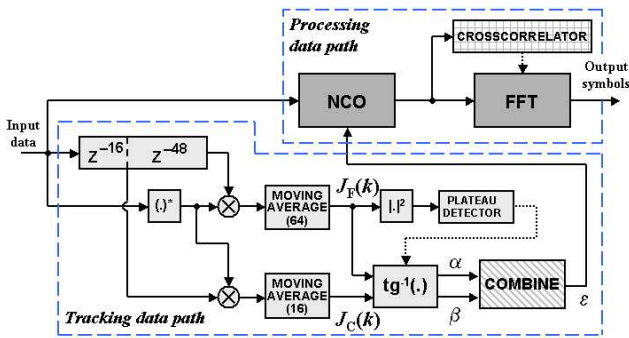 Processing
data path
CROSSCORRELATOR
Output
symbols
NCO
FFT
Input
data
z⁻¹⁶ z⁻⁴⁸
(.)*
MOVING
AVERAGE
(64)
J_F(k)
|.|²
PLATEAU
DETECTOR
MOVING
AVERAGE
(16)
J_C(k)
tg⁻¹(.)
α
β
COMBINE
ε
Tracking data path